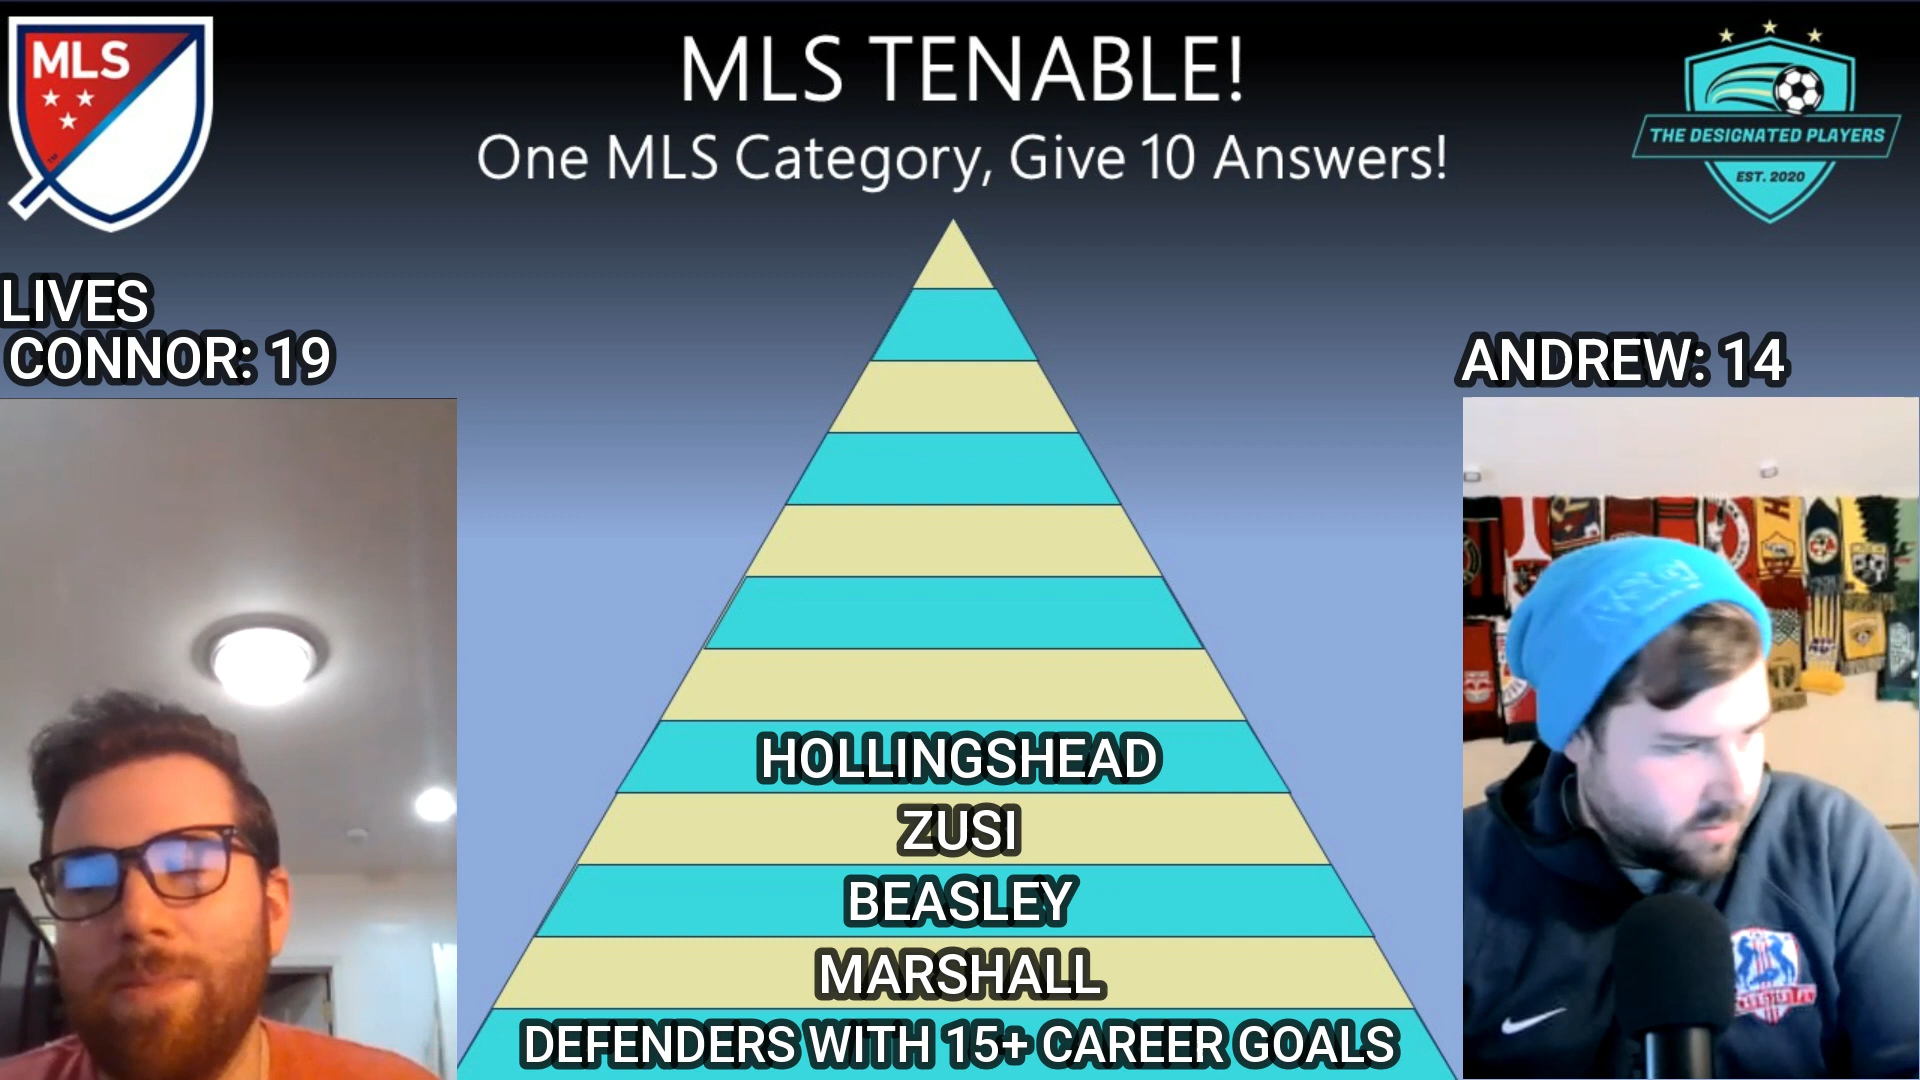 MLS
MLS TENABLE!
One MLS Category, Give 10 Answers!
THE DESIGNATED PLAYERS
EST. 2020
LIVES
CONNOR: 19
ANDREW: 14
HOLLINGSHEAD
ZUSI
BEASLEY
MARSHALL
DEFENDERS WITH 15+ CAREER GOALS